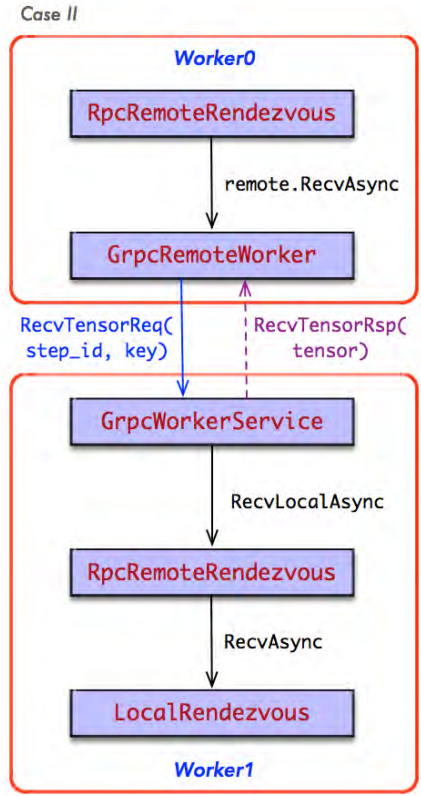 Case II
Worker0
RpcRemoteRendezvous
remote.RecvAsync
GrpcRemoteWorker
RecvTensorReq(
step_id, key)
RecvTensorRsp(
tensor)
GrpcWorkerService
RecvLocalAsync
RpcRemoteRendezvous
RecvAsync
LocalRendezvous
Worker1